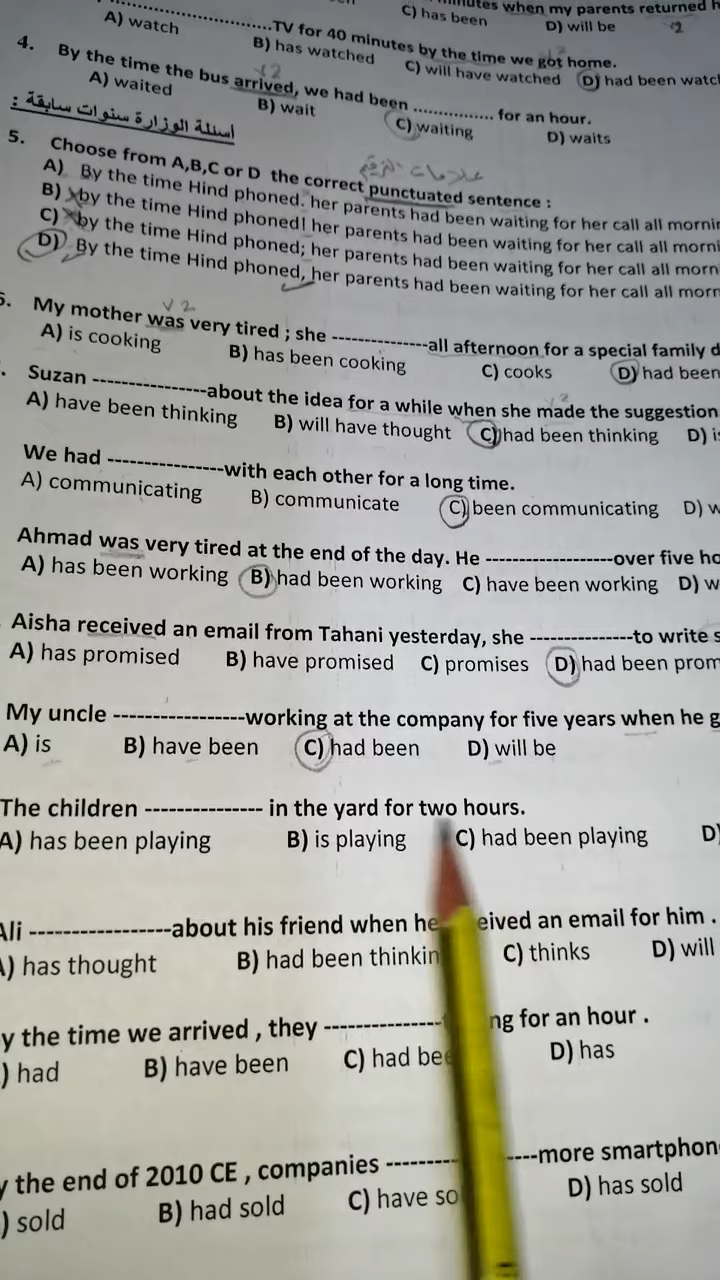 C) has been
minutes when my parents returned h
D) will be
A) watch
TV for 40 minutes by the time we got home.
B) has watched C) will have watched D) had been watc
4. By the time the bus arrived, we had been ............... for an hour.
A) waited B) wait C) waiting D) waits
أسئلة الوزارة سنوات سابقة :
علامات الترقيم
5. Choose from A,B,C or D the correct punctuated sentence :
A) By the time Hind phoned. her parents had been waiting for her call all mornin
B) by the time Hind phoned! her parents had been waiting for her call all morni
C) by the time Hind phoned; her parents had been waiting for her call all morn
D) By the time Hind phoned, her parents had been waiting for her call all morn
My mother was very tired ; she ---------------all afternoon for a special family d
A) is cooking B) has been cooking C) cooks D) had been
Suzan ---------------about the idea for a while when she made the suggestion
A) have been thinking B) will have thought C) had been thinking D) i
We had ---------------with each other for a long time.
A) communicating B) communicate C) been communicating D) w
Ahmad was very tired at the end of the day. He -----------------over five ho
A) has been working B) had been working C) have been working D) w
Aisha received an email from Tahani yesterday, she --------------to write s
A) has promised B) have promised C) promises D) had been prom
My uncle -----------------working at the company for five years when he g
A) is B) have been C) had been D) will be
The children --------------- in the yard for two hours.
A) has been playing B) is playing C) had been playing D)
Ali -----------------about his friend when he eived an email for him .
) has thought B) had been thinkin C) thinks D) will
y the time we arrived , they --------------- ng for an hour .
) had B) have been C) had bee D) has
y the end of 2010 CE , companies ------------more smartphon
) sold B) had sold C) have so D) has sold